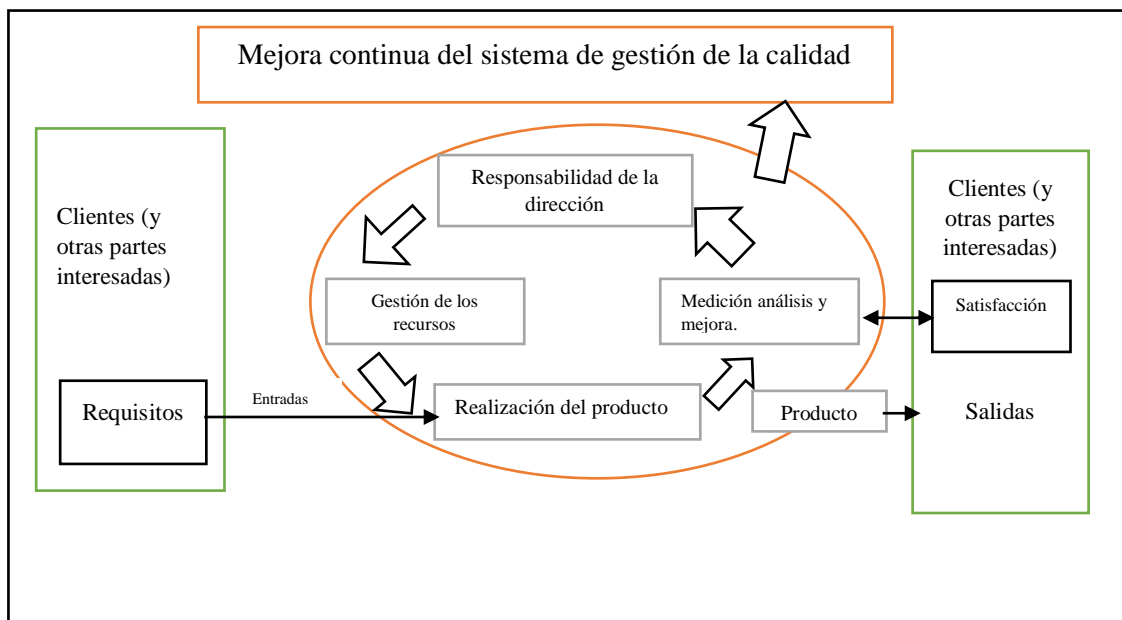 Mejora continua del sistema de gestión de la calidad
Clientes (y
otras partes
interesadas)
Requisitos
Entradas
Responsabilidad de la
dirección
Gestión de los
recursos
Realización del producto
Medición análisis y
mejora.
Producto
Clientes (y
otras partes
interesadas)
Satisfacción
Salidas